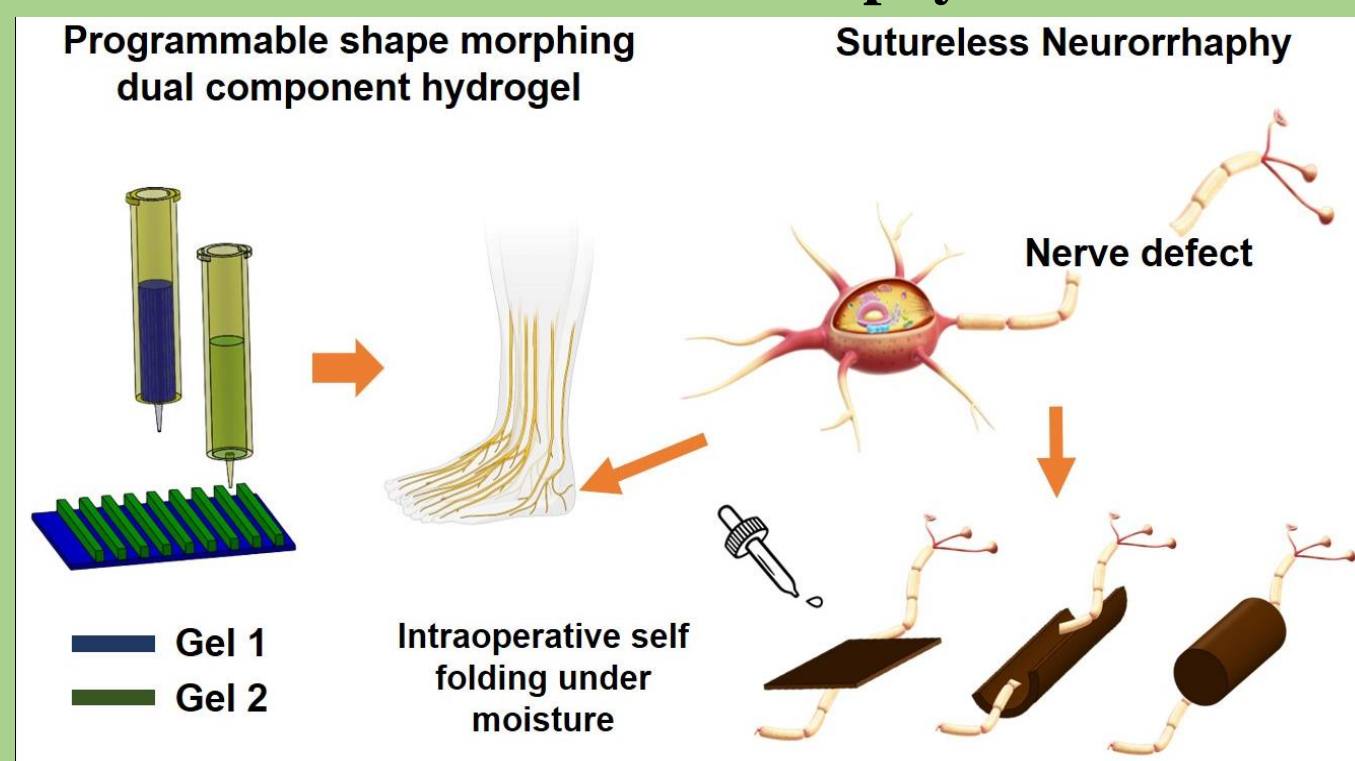 Programmable shape morphing
dual component hydrogel
Sutureless Neurorrhaphy
Nerve defect
Gel 1
Gel 2
Intraoperative self
folding under
moisture